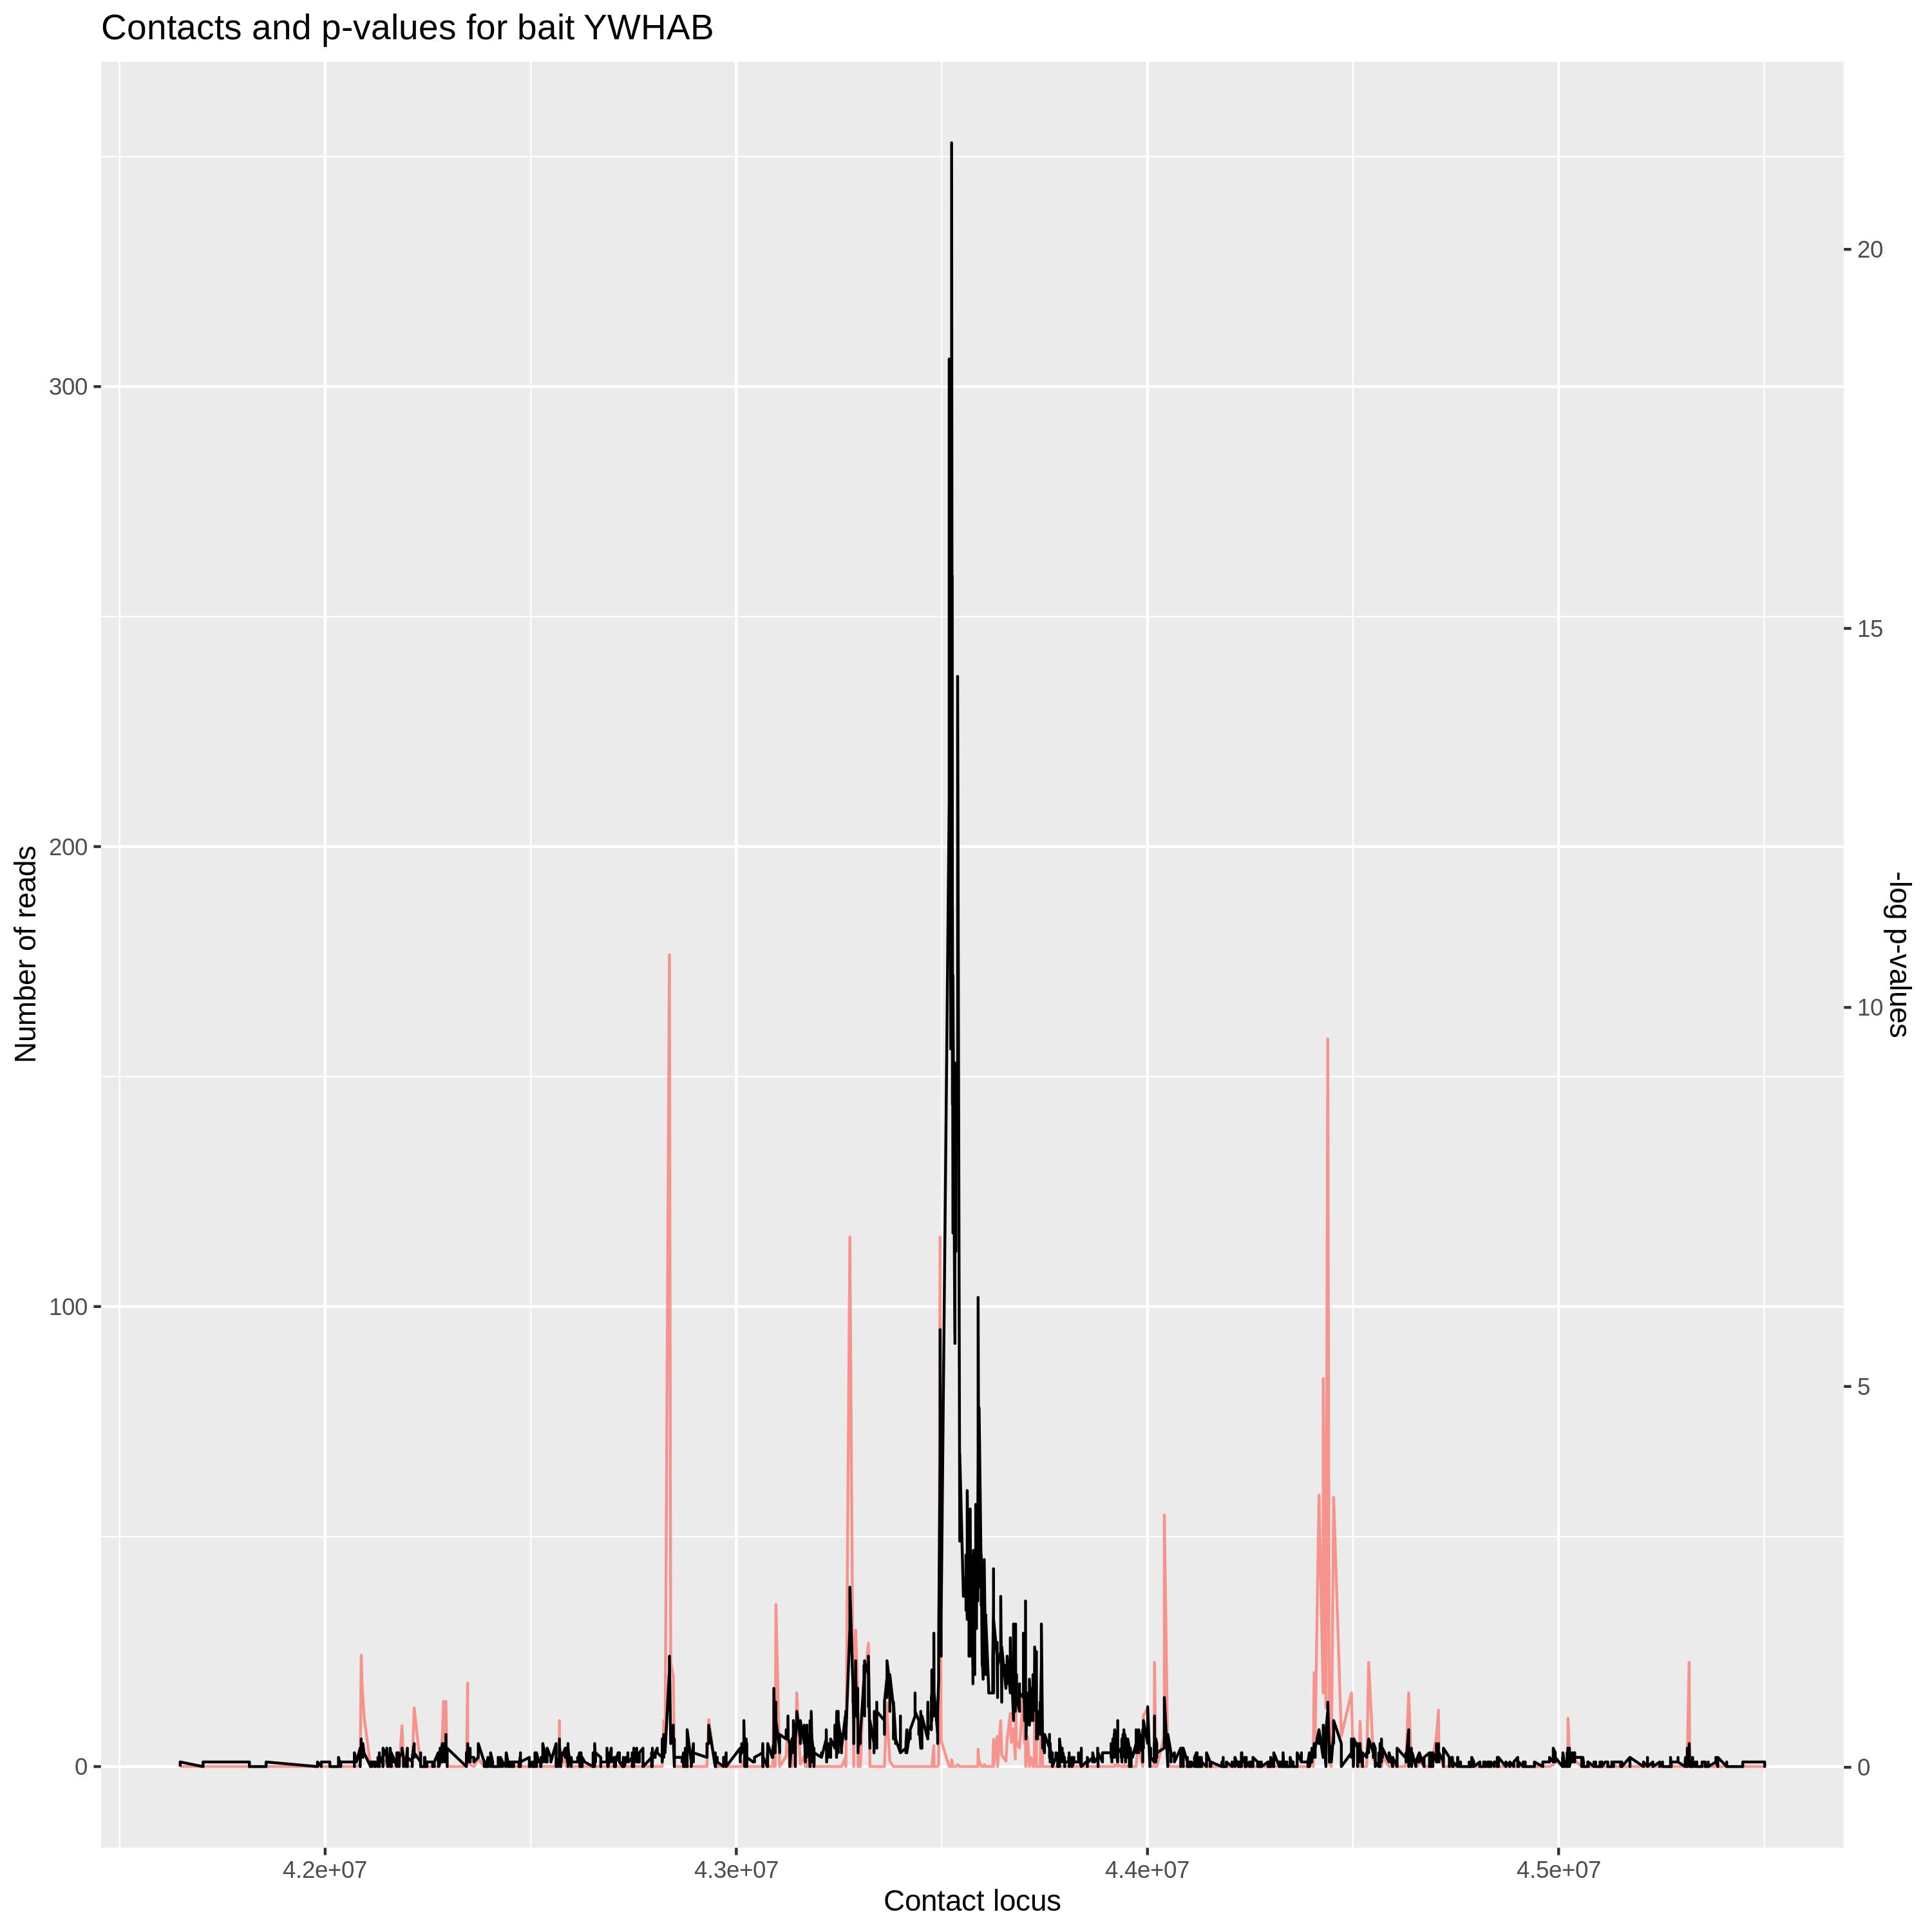 Contacts and p-values for bait YWHAB
300
200
100
0
Number of reads
20
15
10
5
0
-log p-values
4.2e+07
4.3e+07
4.4e+07
4.5e+07
Contact locus